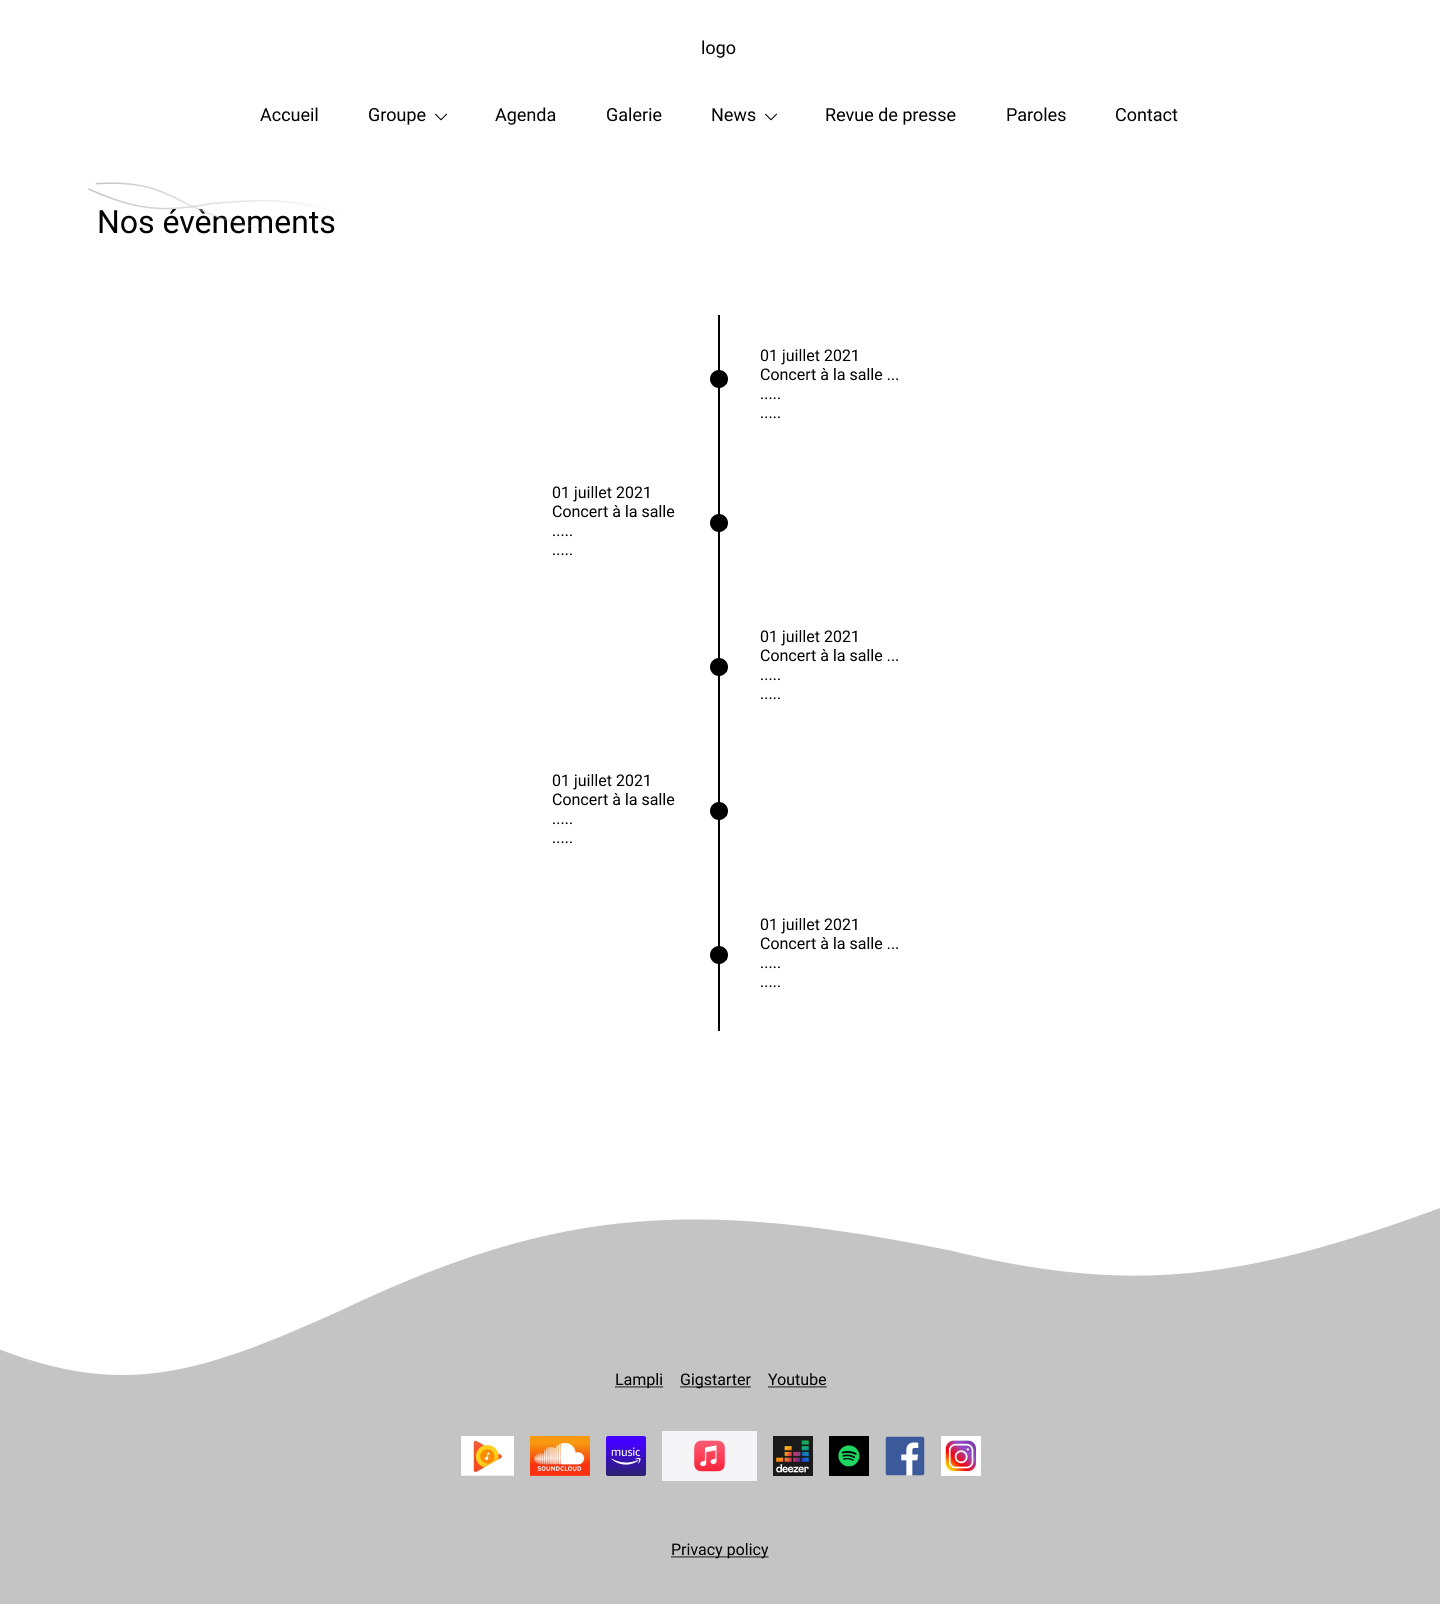 logo
Accueil Groupe Agenda Galerie News Revue de presse Paroles Contact
Nos évènements
01 juillet 2021
Concert à la salle ...
.....
.....
01 juillet 2021
Concert à la salle
.....
.....
01 juillet 2021
Concert à la salle ...
.....
.....
01 juillet 2021
Concert à la salle
.....
.....
01 juillet 2021
Concert à la salle ...
.....
.....
Lampli Gigstarter Youtube
SOUNDCLOUD music deezer
Privacy policy